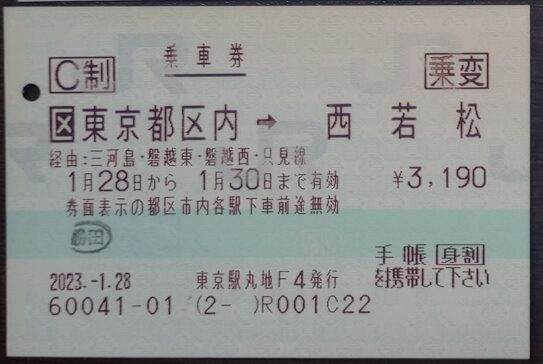 C制 乗車券 乗変
区 東京都区内 → 西若松
経由：三河島・磐越東・磐越西・只見線
1月28日から 1月30日まで有効 ¥3,190
券面表示の都区市内各駅下車前途無効
勝田
手帳 身割
を携帯して下さい
2023.-1.28 東京駅丸地F4発行
60041-01 (2- )R001C22